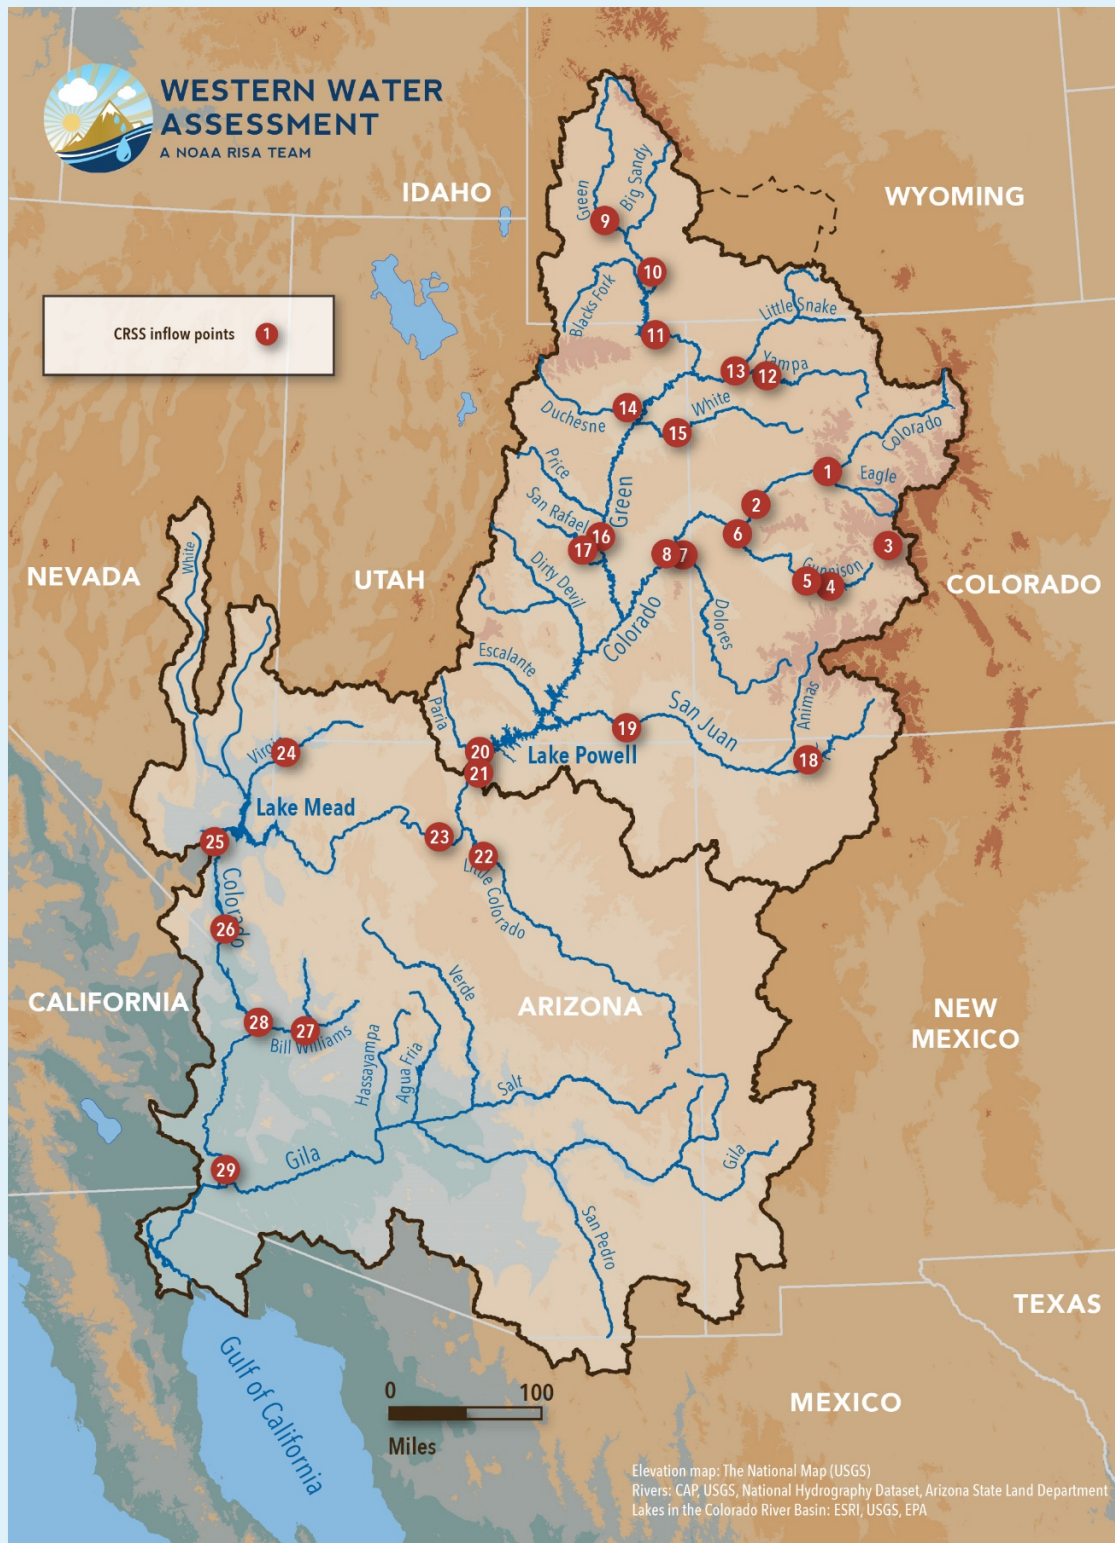 WESTERN WATER
ASSESSMENT
A NOAA RISA TEAM
IDAHO
WYOMING
Green
Big Sandy
9
10
Blacks Fork
CRSS inflow points 1
11
Little Snake
13
12
Yampa
14
Duchesne
White
15
Colorado
1
Eagle
Price
2
Green
San Rafael
16
17
6
3
8
7
Gunnison
5
4
White
NEVADA
UTAH
Dirty Devil
COLORADO
Colorado
Dolores
Escalante
Paria
San Juan
Animas
19
Virgin
24
20
Lake Powell
18
21
Lake Mead
25
23
22
Little Colorado
Colorado
26
Verde
CALIFORNIA
ARIZONA
NEW
MEXICO
28
27
Bill Williams
Hassayampa
Agua Fria
Salt
29
Gila
Gila
San Pedro
TEXAS
Gulf of California
0 100
Miles
MEXICO
Elevation map: The National Map (USGS)
Rivers: CAP, USGS, National Hydrography Dataset, Arizona State Land Department
Lakes in the Colorado River Basin: ESRI, USGS, EPA